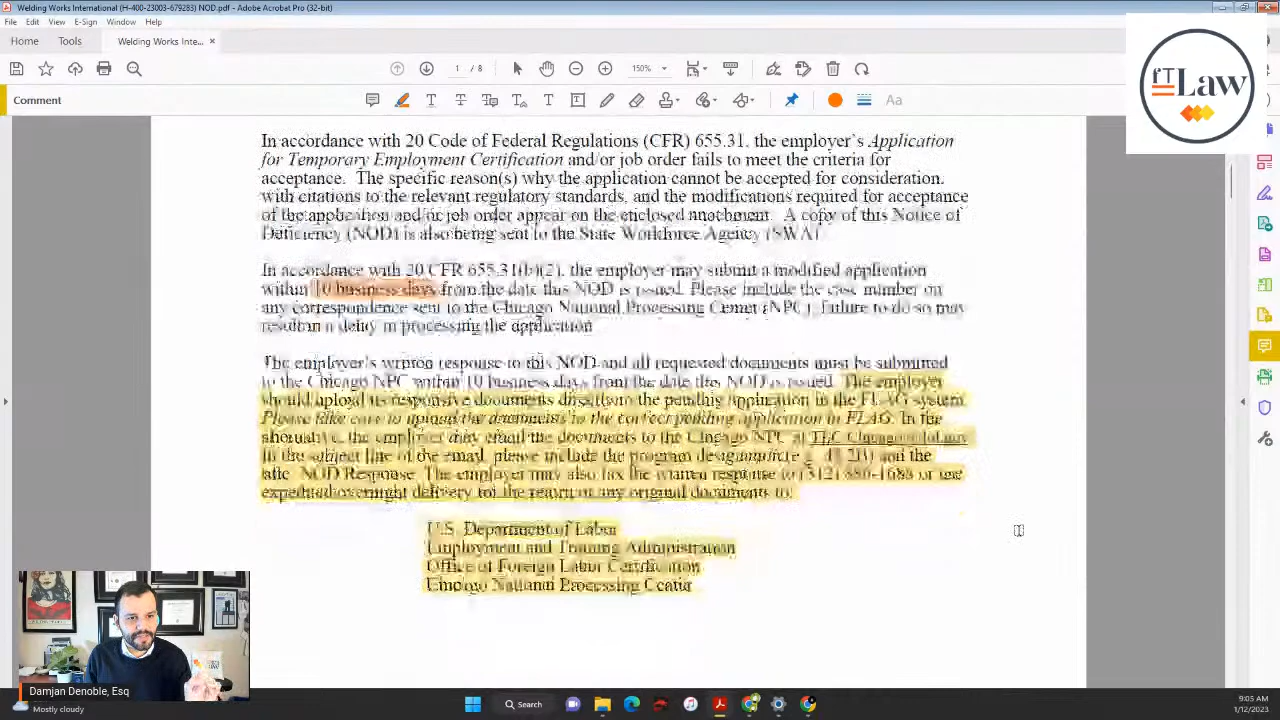 Welding Works International (H-400-23003-679283) NOD.pdf - Adobe Acrobat Pro (32-bit)
File Edit View E-Sign Window Help
Home Tools Welding Works Inte... ×
/ 8 150%
Comment Aa
fT Law
In accordance with 20 Code of Federal Regulations (CFR) 655.31, the employer's Application
for Temporary Employment Certification and/or job order fails to meet the criteria for
acceptance. The specific reason(s) why the application cannot be accepted for consideration,
with citations to the relevant regulatory standards, and the modifications required for acceptance
of the application and/or job order appear on the enclosed attachment. A copy of this Notice of
Deficiency (NOD) is also being sent to the State Workforce Agency (SWA)
In accordance with 20 CFR 655.31(b)(2), the employer may submit a modified application
within 10 business days from the date this NOD is issued. Please include the case number on
any correspondence sent to the Chicago National Processing Center (NPC), failure to do so may
result in a delay in processing the application
The employer's written response to this NOD and all requested documents must be submitted
to the Chicago NPC within 10 business days from the date this NOD is issued. The employer
should upload its responsive documents directly to the pending application in the FLAG system.
Please take care to upload the documents to the corresponding application in FLAG. In the
the employer may email the documents to the Chicago NPC at
In the subject line of the email, please include the program designation and the
title NOD Response. The employer may also fax the written response to or use
expedited overnight delivery for the return of any original documents to:
U.S. Department of Labor
Employment and Training Administration
Office of Foreign Labor Certification
Chicago National Processing Center
Damjan Denoble, Esq
Mostly cloudy
Search
9:05 AM
1/12/2023